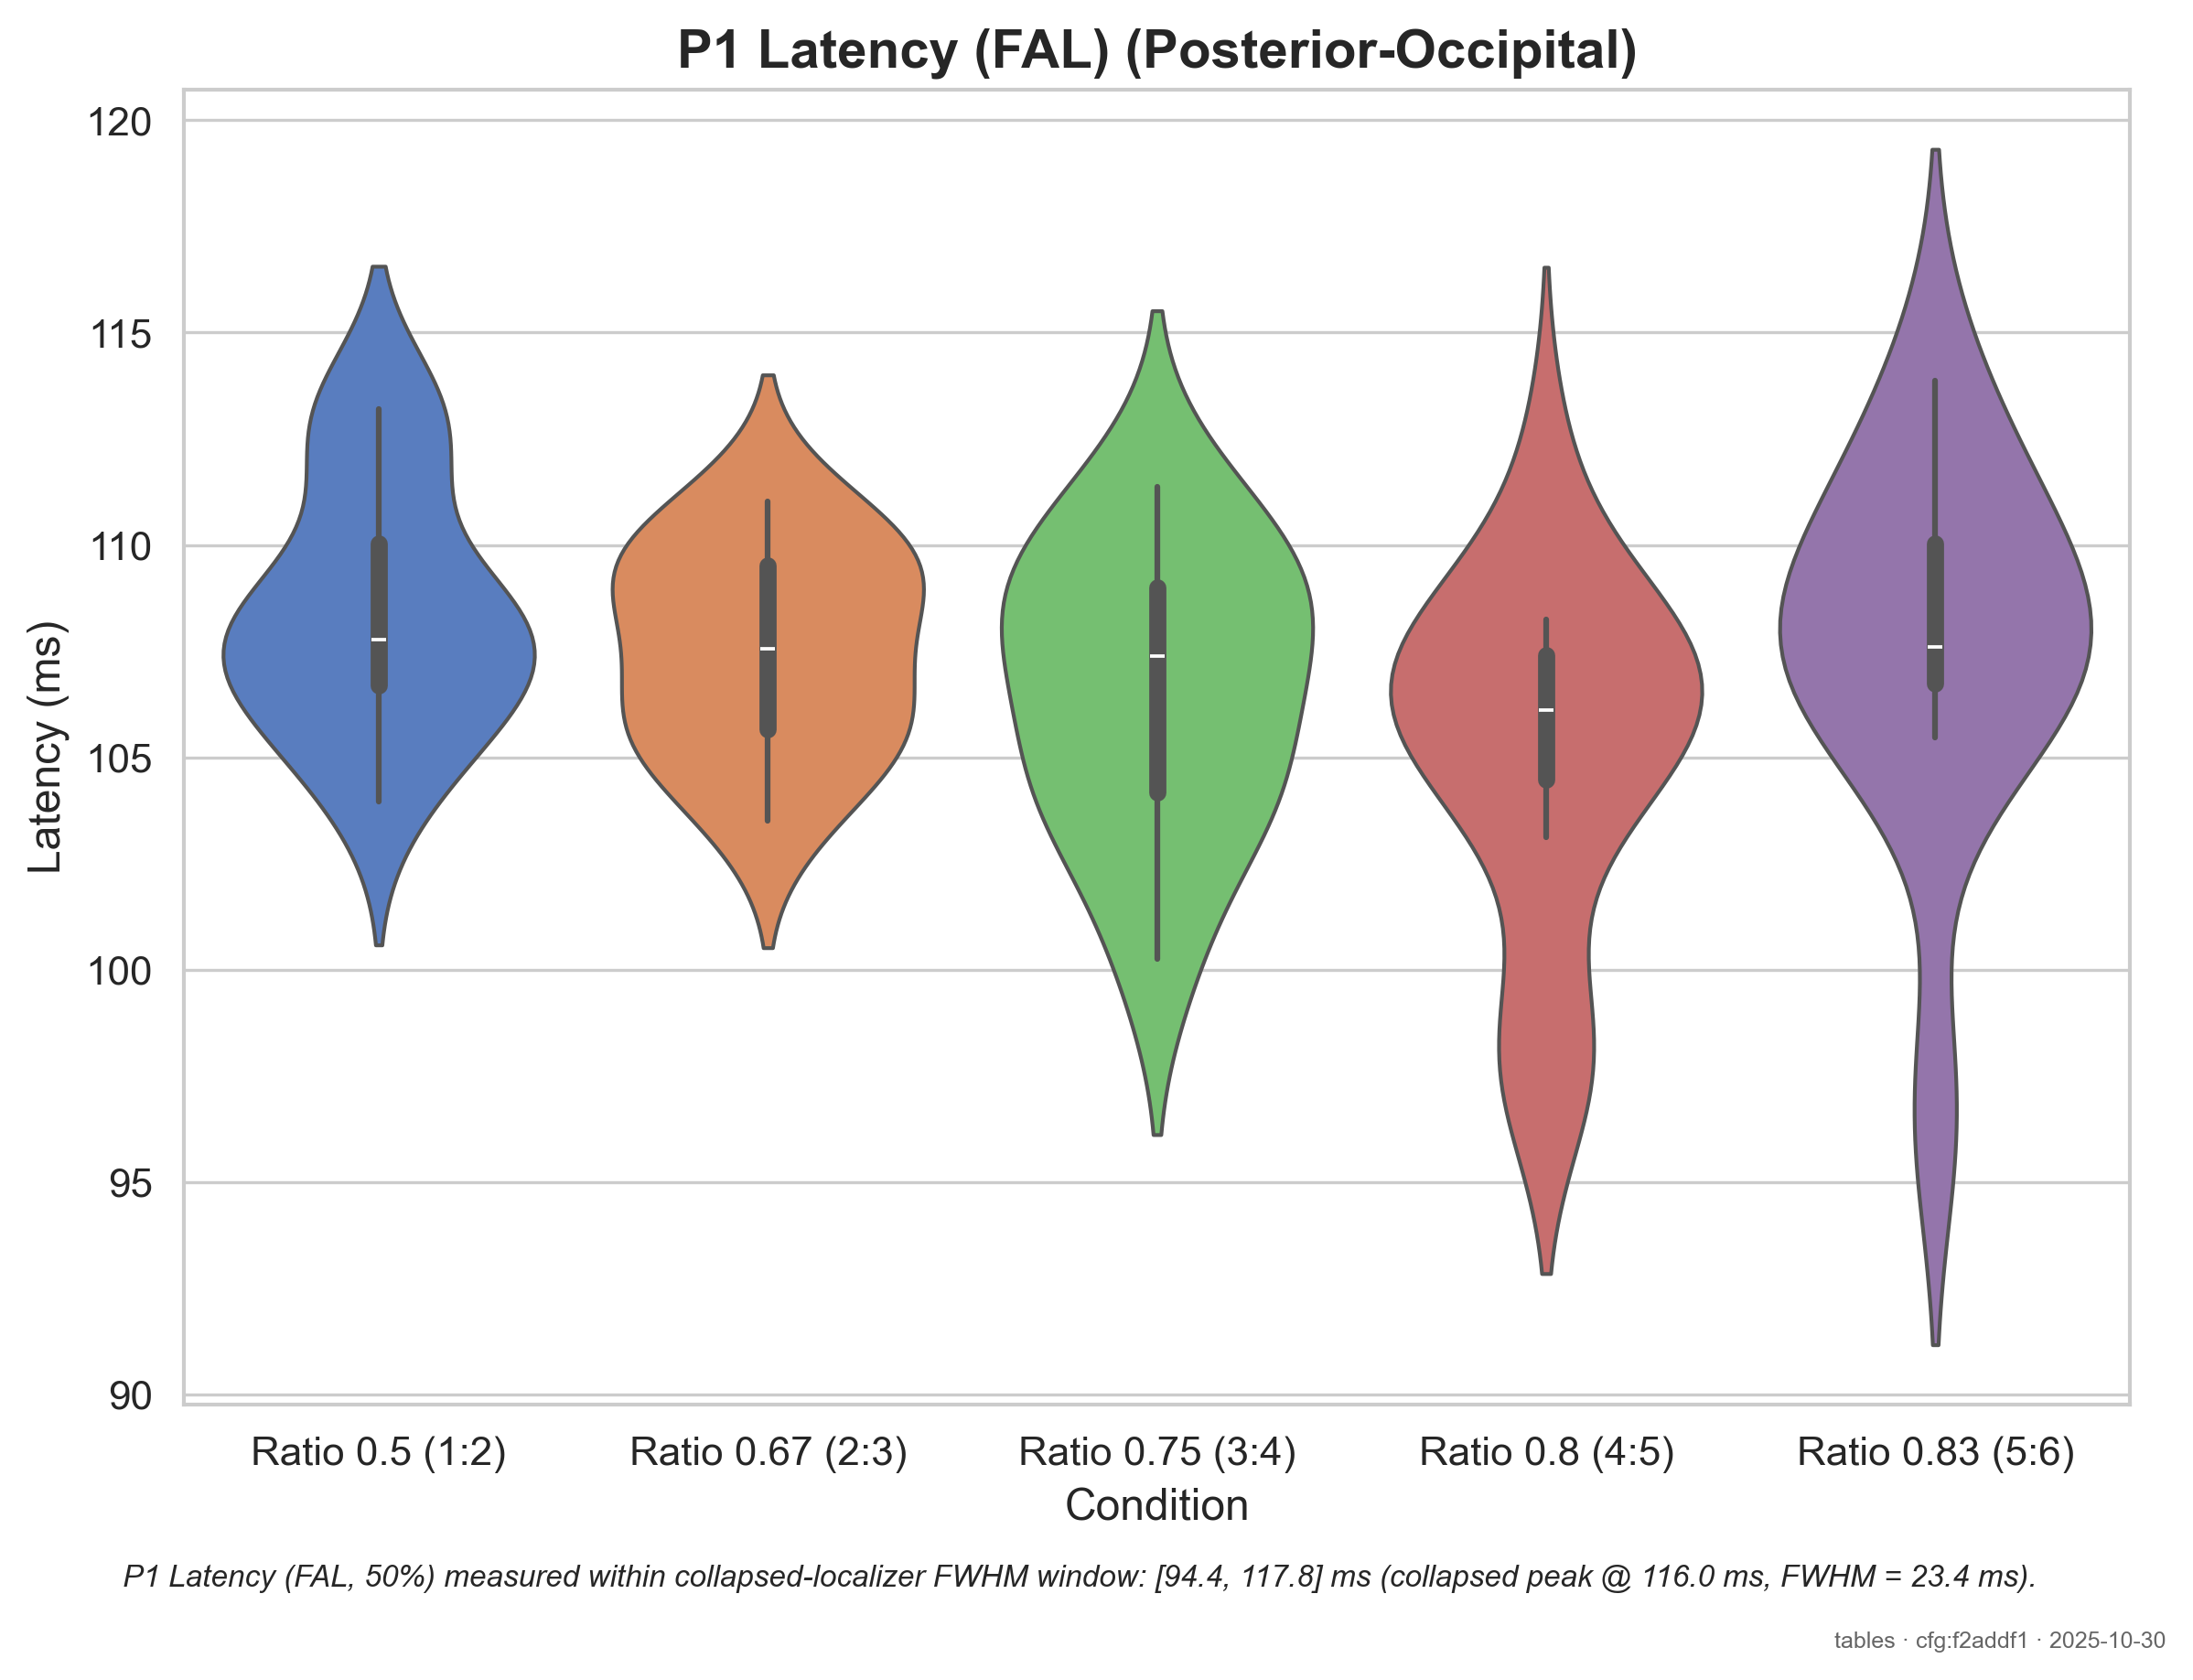 P1 Latency (FAL) (Posterior-Occipital)
Latency (ms)
120
115
110
105
100
95
90
Ratio 0.5 (1:2)
Ratio 0.67 (2:3)
Ratio 0.75 (3:4)
Ratio 0.8 (4:5)
Ratio 0.83 (5:6)
Condition
P1 Latency (FAL, 50%) measured within collapsed-localizer FWHM window: [94.4, 117.8] ms (collapsed peak @ 116.0 ms, FWHM = 23.4 ms).
tables · cfg:f2addf1 · 2025-10-30